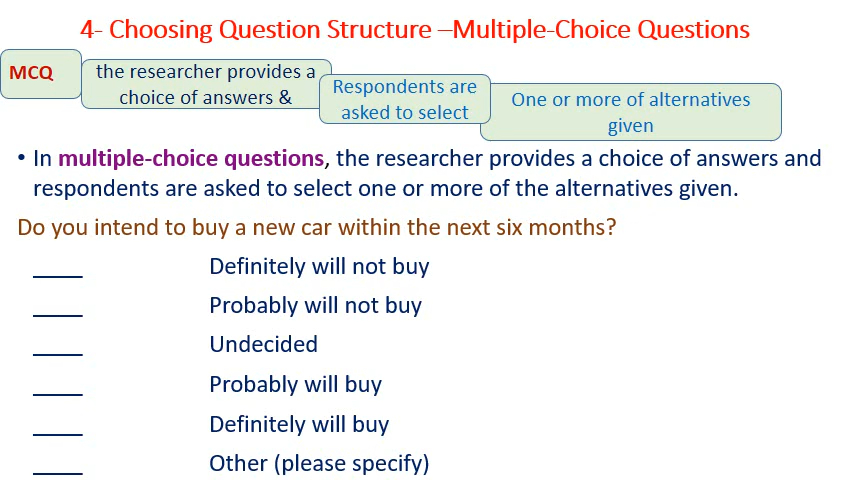 4- Choosing Question Structure –Multiple-Choice Questions
MCQ
the researcher provides a
choice of answers &
Respondents are
asked to select
One or more of alternatives
given
• In multiple-choice questions, the researcher provides a choice of answers and
respondents are asked to select one or more of the alternatives given.
Do you intend to buy a new car within the next six months?
____ Definitely will not buy
____ Probably will not buy
____ Undecided
____ Probably will buy
____ Definitely will buy
____ Other (please specify)